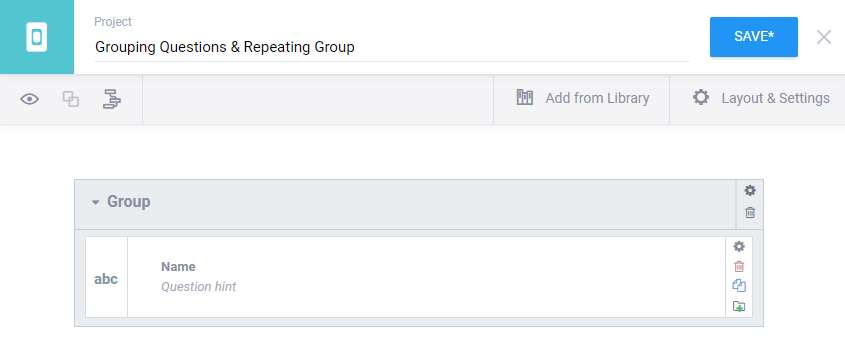 Project
Grouping Questions & Repeating Group
SAVE*
Add from Library
Layout & Settings
Group
abc
Name
Question hint